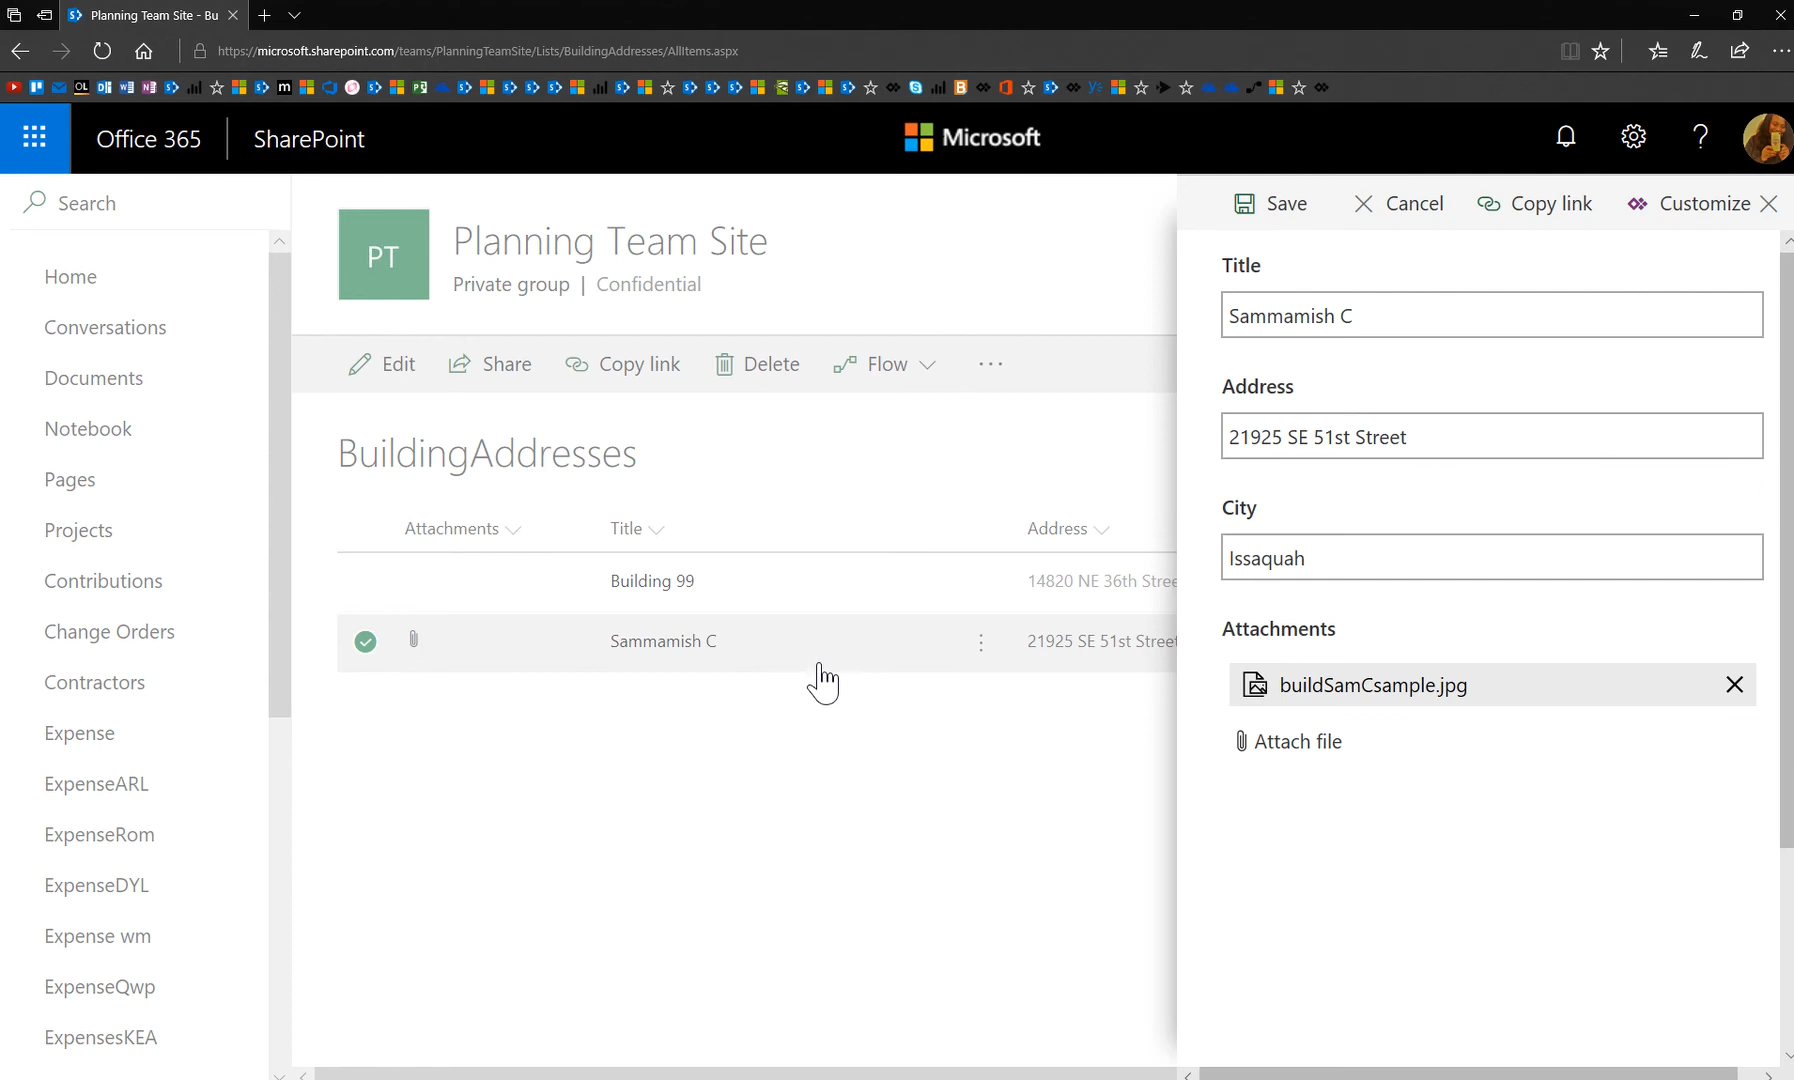 Planning Team Site - Bu
https://microsoft.sharepoint.com/teams/PlanningTeamSite/Lists/BuildingAddresses/AllItems.aspx
Office 365
SharePoint
Microsoft
Search
Home
Conversations
Documents
Notebook
Pages
Projects
Contributions
Change Orders
Contractors
Expense
ExpenseARL
ExpenseRom
ExpenseDYL
Expense wm
ExpenseQwp
ExpensesKEA
PT
Planning Team Site
Private group | Confidential
Edit
Share
Copy link
Delete
Flow
BuildingAddresses
Attachments
Title
Address
Building 99
14820 NE 36th Stree
Sammamish C
21925 SE 51st Street
Save
Cancel
Copy link
Customize
Title
Sammamish C
Address
21925 SE 51st Street
City
Issaquah
Attachments
buildSamCsample.jpg
Attach file